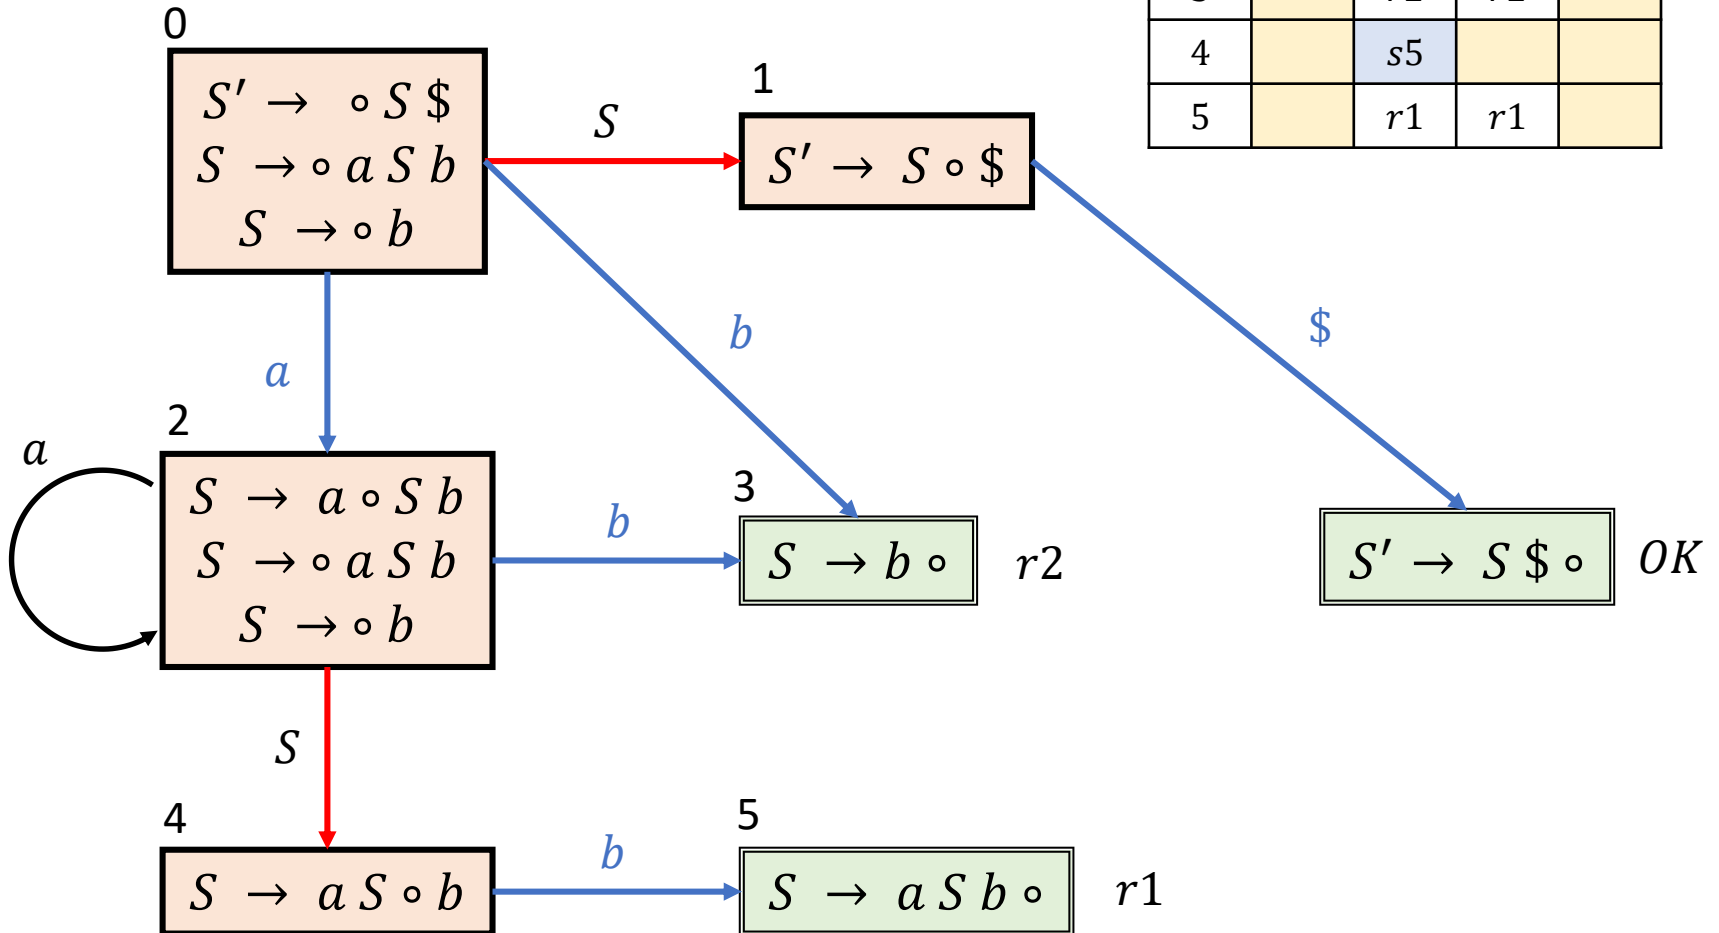 0
S′ → ∘ S $
S → ∘ a S b
S → ∘ b
S
1
S′ → S ∘ $
4 s5
5 r1 r1
a
b
$
2
a
S → a ∘ S b
S → ∘ a S b
S → ∘ b
b
3
S → b ∘
r2
S′ → S $ ∘
OK
S
4
S → a S ∘ b
b
5
S → a S b ∘
r1